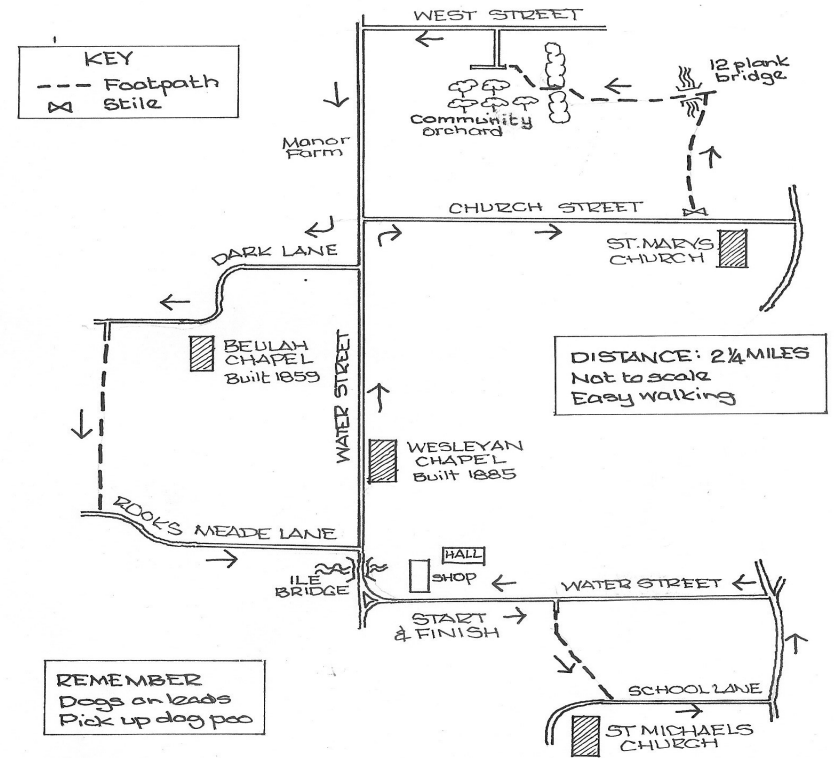 WEST STREET
KEY
Footpath
Stile
12 plank
bridge
Community
orchard
Manor
Farm
CHURCH STREET
ST. MARYS
CHURCH
DARK LANE
BEULAH
CHAPEL
Built 1859
WATER STREET
DISTANCE: 2¼ MILES
Not to scale
Easy walking
WESLEYAN
CHAPEL
Built 1885
ROOKS MEADE LANE
ILE
BRIDGE
HALL
SHOP
WATER STREET
START
& FINISH
REMEMBER
Dogs on leads
Pick up dog poo
SCHOOL LANE
ST MICHAELS
CHURCH